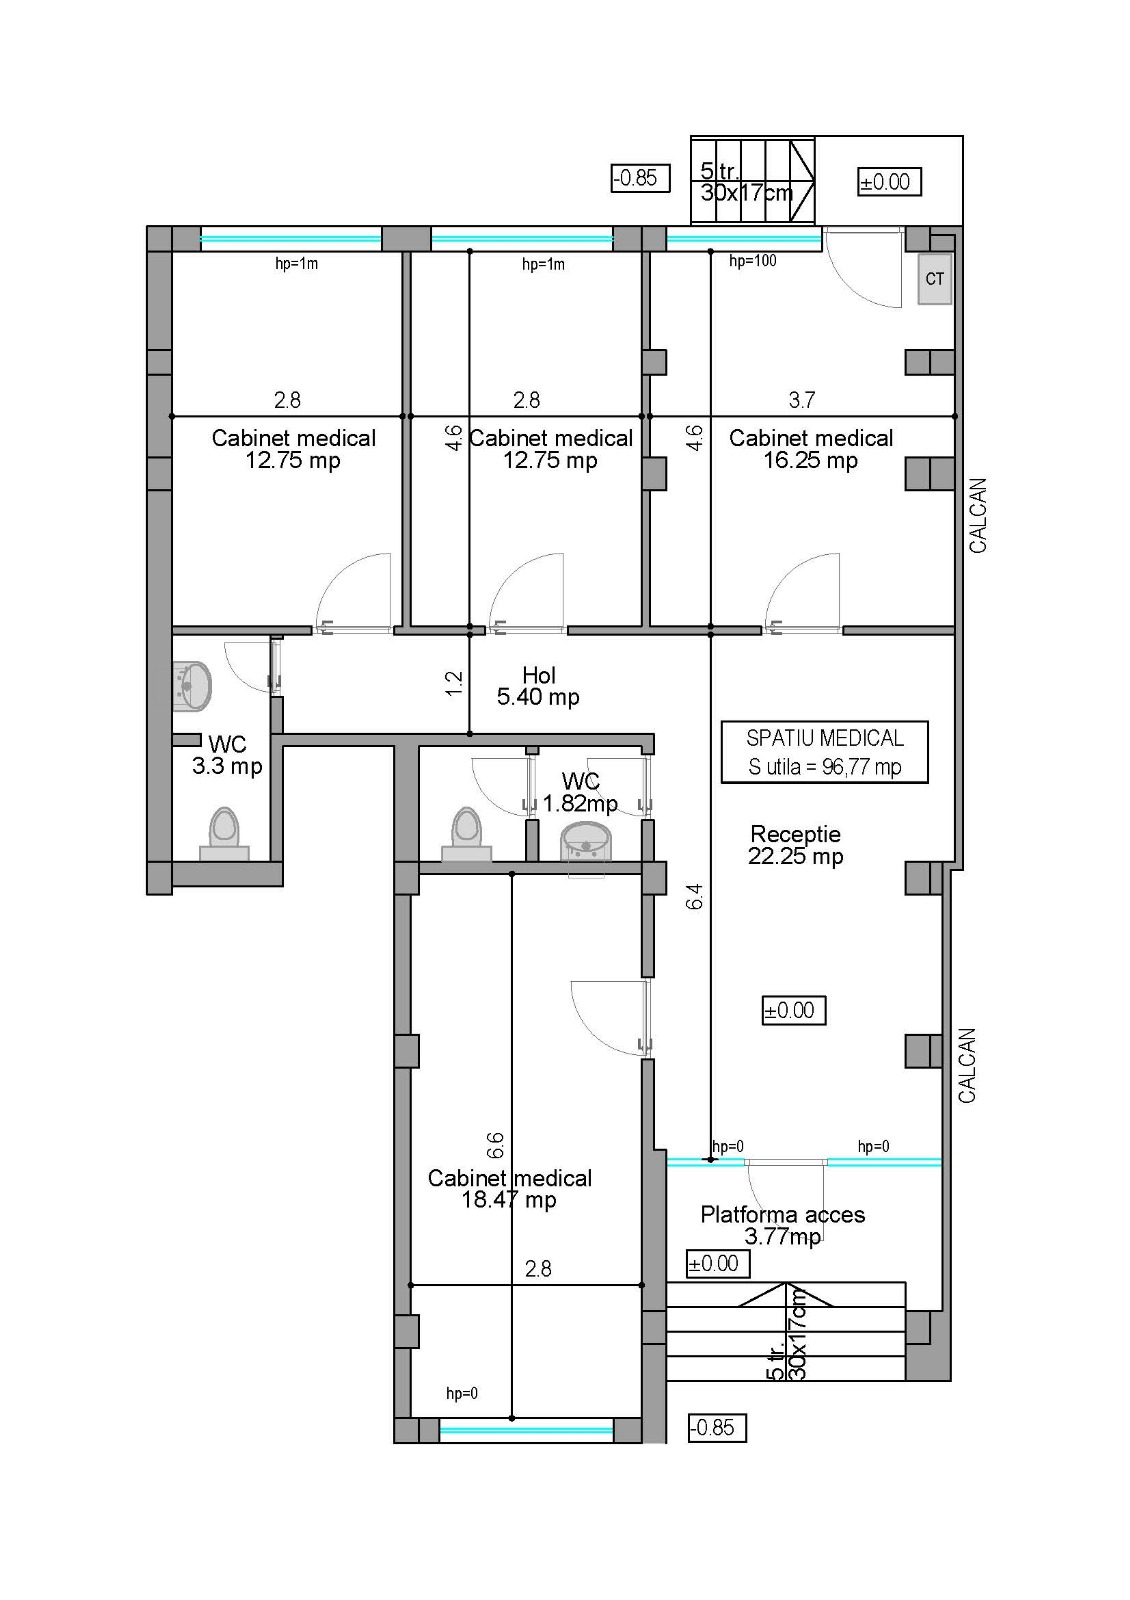 -0.85
5 tr.
30x17cm
±0.00
hp=1m
hp=1m
hp=100
CT
2.8
2.8
3.7
4.6
4.6
Cabinet medical
12.75 mp
Cabinet medical
12.75 mp
Cabinet medical
16.25 mp
CALCAN
1.2
Hol
5.40 mp
WC
3.3 mp
SPATIU MEDICAL
S utila = 96,77 mp
WC
1.82mp
Receptie
22.25 mp
6.4
±0.00
CALCAN
6.6
hp=0
hp=0
Cabinet medical
18.47 mp
Platforma acces
3.77mp
±0.00
2.8
5 tr.
30x17cm
hp=0
-0.85